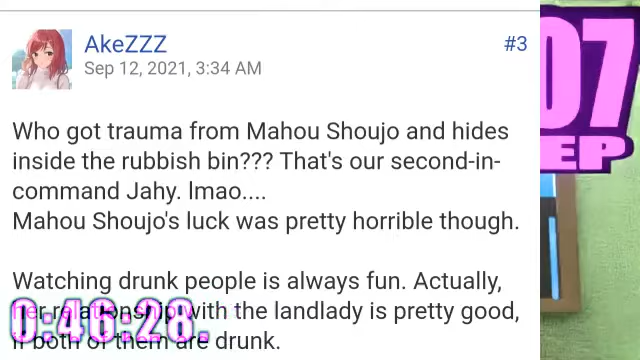 AkeZZZ
#3
Sep 12, 2021, 3:34 AM
07
EP
Who got trauma from Mahou Shoujo and hides
inside the rubbish bin??? That's our second-in-
command Jahy. lmao....
Mahou Shoujo's luck was pretty horrible though.
Watching drunk people is always fun. Actually,
her relationship with the landlady is pretty good,
if both of them are drunk.
0:46:28.